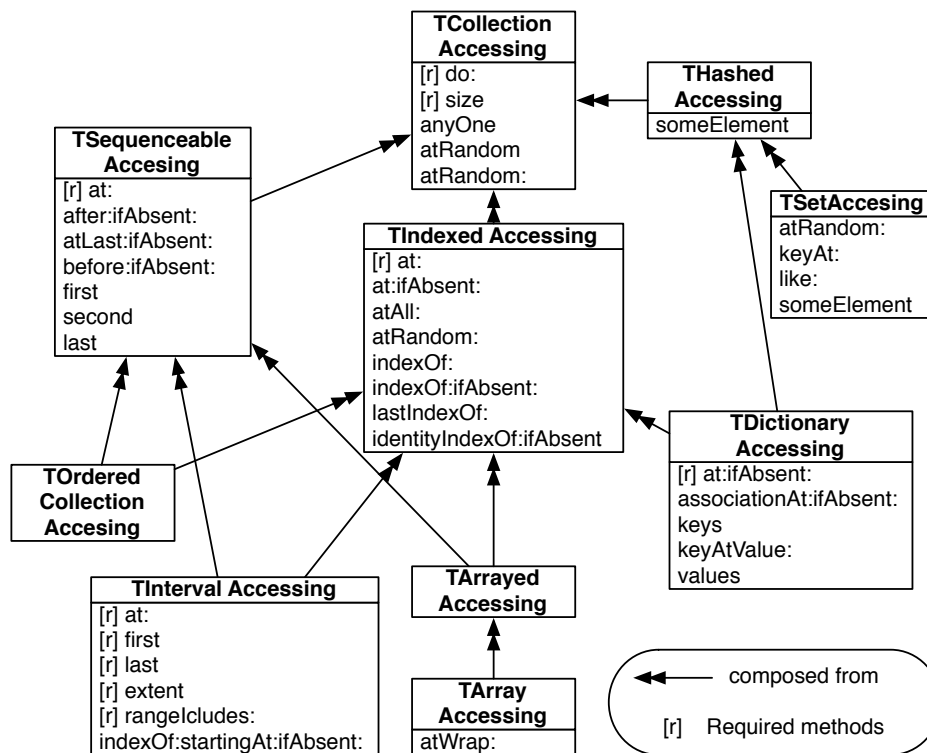 TCollection
Accessing
[r] do:
[r] size
anyOne
atRandom
atRandom:
THashed
Accessing
someElement
TSequenceable
Accesing
[r] at:
after:ifAbsent:
atLast:ifAbsent:
before:ifAbsent:
first
second
last
TSetAccesing
atRandom:
keyAt:
like:
someElement
TIndexed Accessing
[r] at:
at:ifAbsent:
atAll:
atRandom:
indexOf:
indexOf:ifAbsent:
lastIndexOf:
identityIndexOf:ifAbsent
TDictionary
Accessing
[r] at:ifAbsent:
associationAt:ifAbsent:
keys
keyAtValue:
values
TOrdered
Collection
Accesing
TInterval Accessing
[r] at:
[r] first
[r] last
[r] extent
[r] rangeIcludes:
indexOf:startingAt:ifAbsent:
TArrayed
Accessing
TArray
Accessing
atWrap:
composed from
[r] Required methods